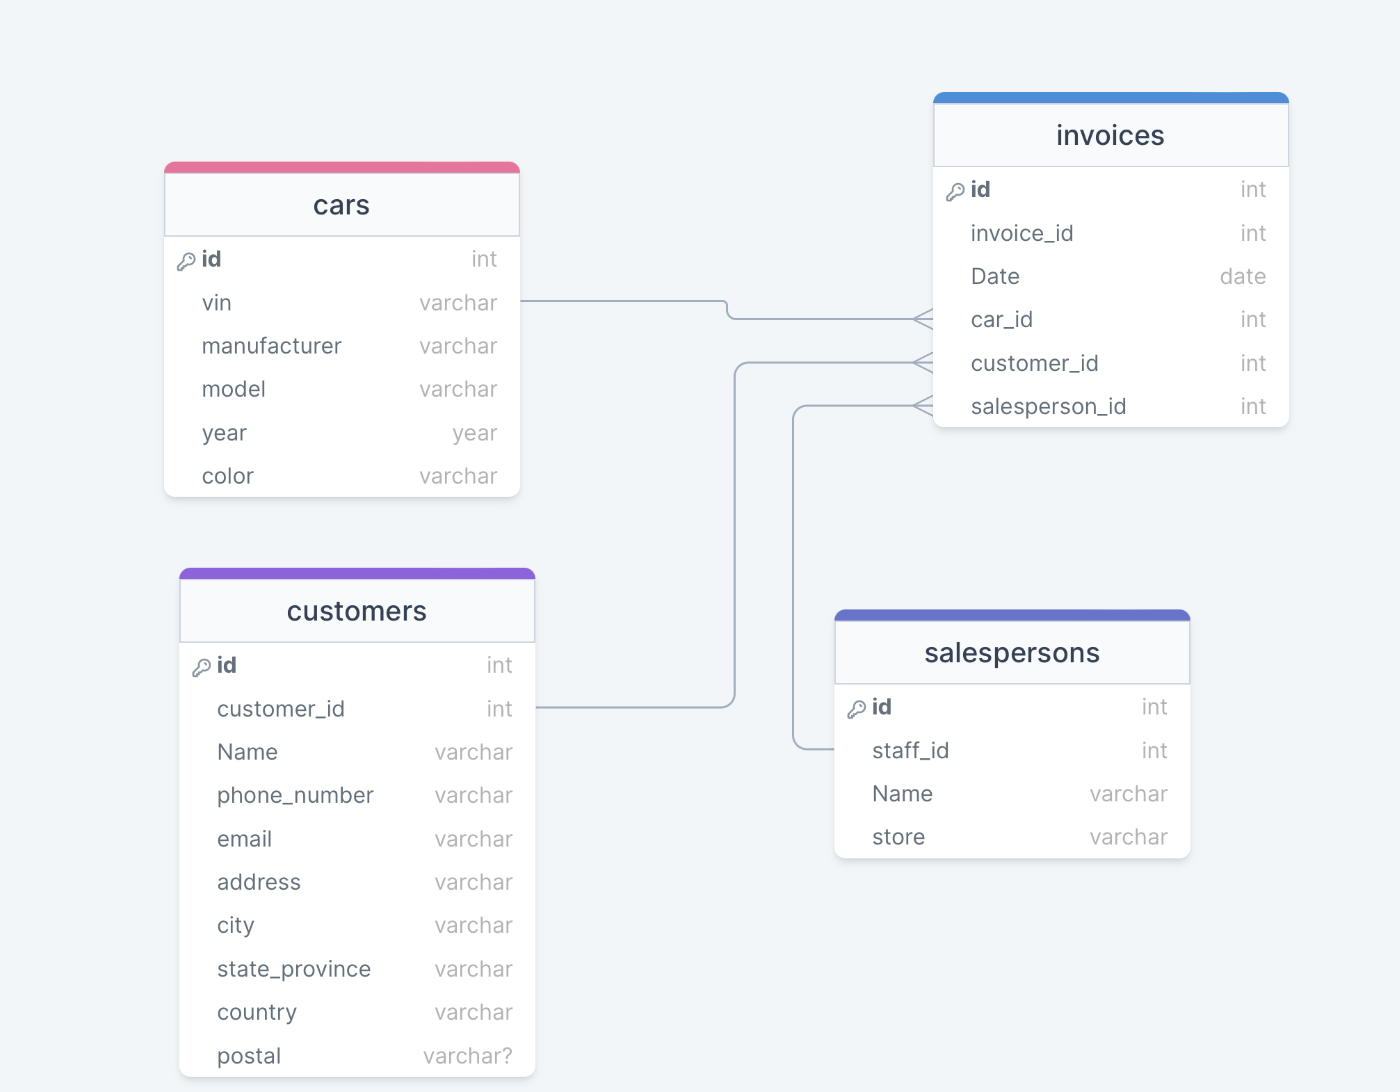 cars
id int
vin varchar
manufacturer varchar
model varchar
year year
color varchar
invoices
id int
invoice_id int
Date date
car_id int
customer_id int
salesperson_id int
customers
id int
customer_id int
Name varchar
phone_number varchar
email varchar
address varchar
city varchar
state_province varchar
country varchar
postal varchar?
salespersons
id int
staff_id int
Name varchar
store varchar